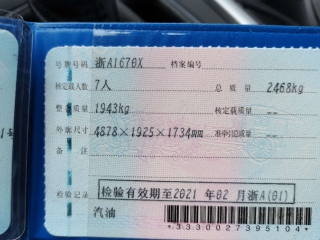 号牌号码 浙A1670X 档案编号
核定载人数 7人 总质量 2468kg
整备质量 1943kg 核定载质量 --
外廓尺寸 4878×1925×1734mm 准牵引总质量 --
备注
检验记录 检验有效期至2021年02月浙A(01)
汽油
*3330027395104*